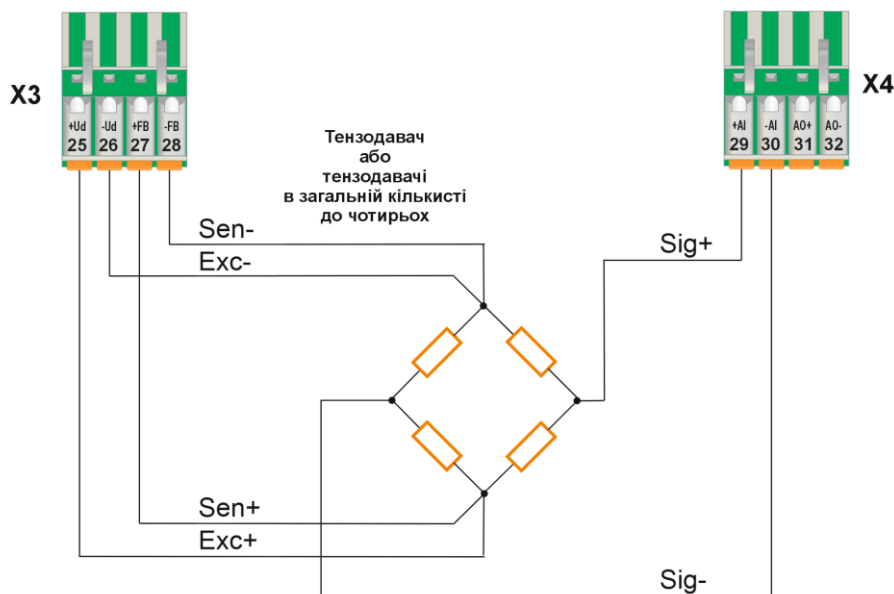 X3
+Ud -Ud +FB -FB
25 26 27 28
X4
+AI -AI AO+ AO-
29 30 31 32
Тензодавач
або
тензодавачі
в загальній кількисті
до чотирьох
Sen-
Exc-
Sig+
Sen+
Exc+
Sig-